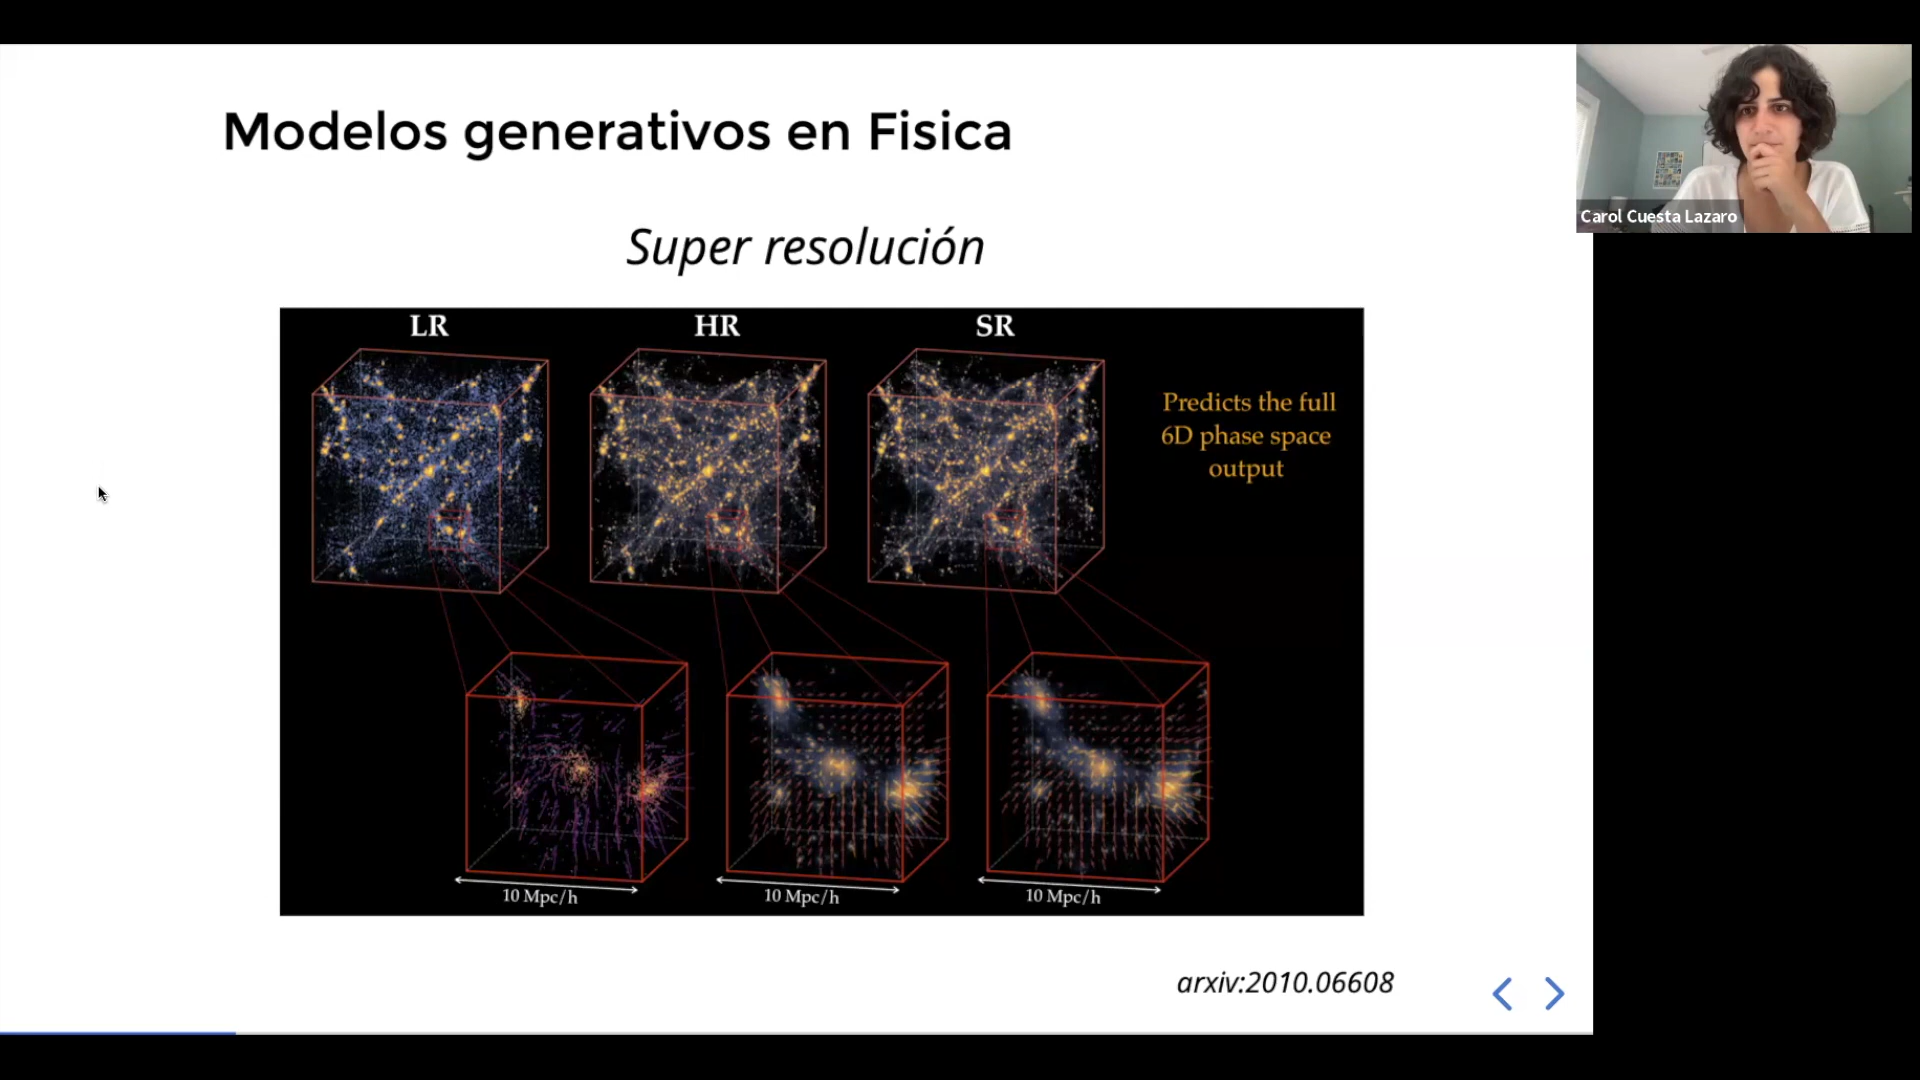 Modelos generativos en Fisica
Carol Cuesta Lazaro
Super resolución
LR HR SR
Predicts the full
6D phase space
output
10 Mpc/h 10 Mpc/h 10 Mpc/h
arxiv:2010.06608